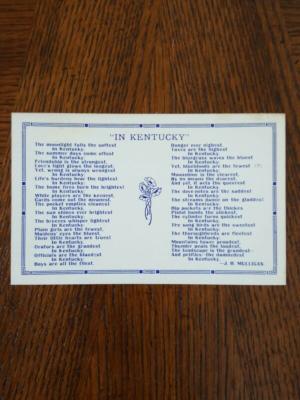 "IN KENTUCKY"
The moonlight falls the softest
In Kentucky.
The summer days come oftest
In Kentucky.
Friendship is the strongest,
Love's light glows the longest,
Yet, wrong is always wrongest
In Kentucky.
Life's burdens bear the lightest
In Kentucky.
The home fires burn the brightest
In Kentucky.
While players are the keenest,
Cards come out the meanest,
The pocket empties cleanest
In Kentucky.
The sun shines ever brightest
In Kentucky.
The breezes whisper lightest
In Kentucky.
Plain girls are the fewest,
Maidens' eyes the bluest,
Their little hearts are truest
In Kentucky.
Orators are the grandest
In Kentucky.
Officials are the blandest
In Kentucky.
Boys are all the fliest,
Danger ever nighest,
Taxes are the highest
In Kentucky.
The bluegrass waves the bluest
In Kentucky.
Yet, bluebloods are the fewest
In Kentucky.
Moonshine is the clearest,
By no means the dearest,
And yet, it acts the queerest
In Kentucky.
The dove-notes are the saddest
In Kentucky.
The streams dance on the gladdest
In Kentucky.
Hip pockets are the thickest,
Pistol hands the slickest,
The cylinder turns quickest
In Kentucky.
The song birds are the sweetest
In Kentucky.
The thoroughbreds are fleetest
In Kentucky.
Mountains tower proudest,
Thunder peals the loudest,
The landscape is the grandest—
And politics—the damnedest
In Kentucky.
—J. H. MULLIGAN